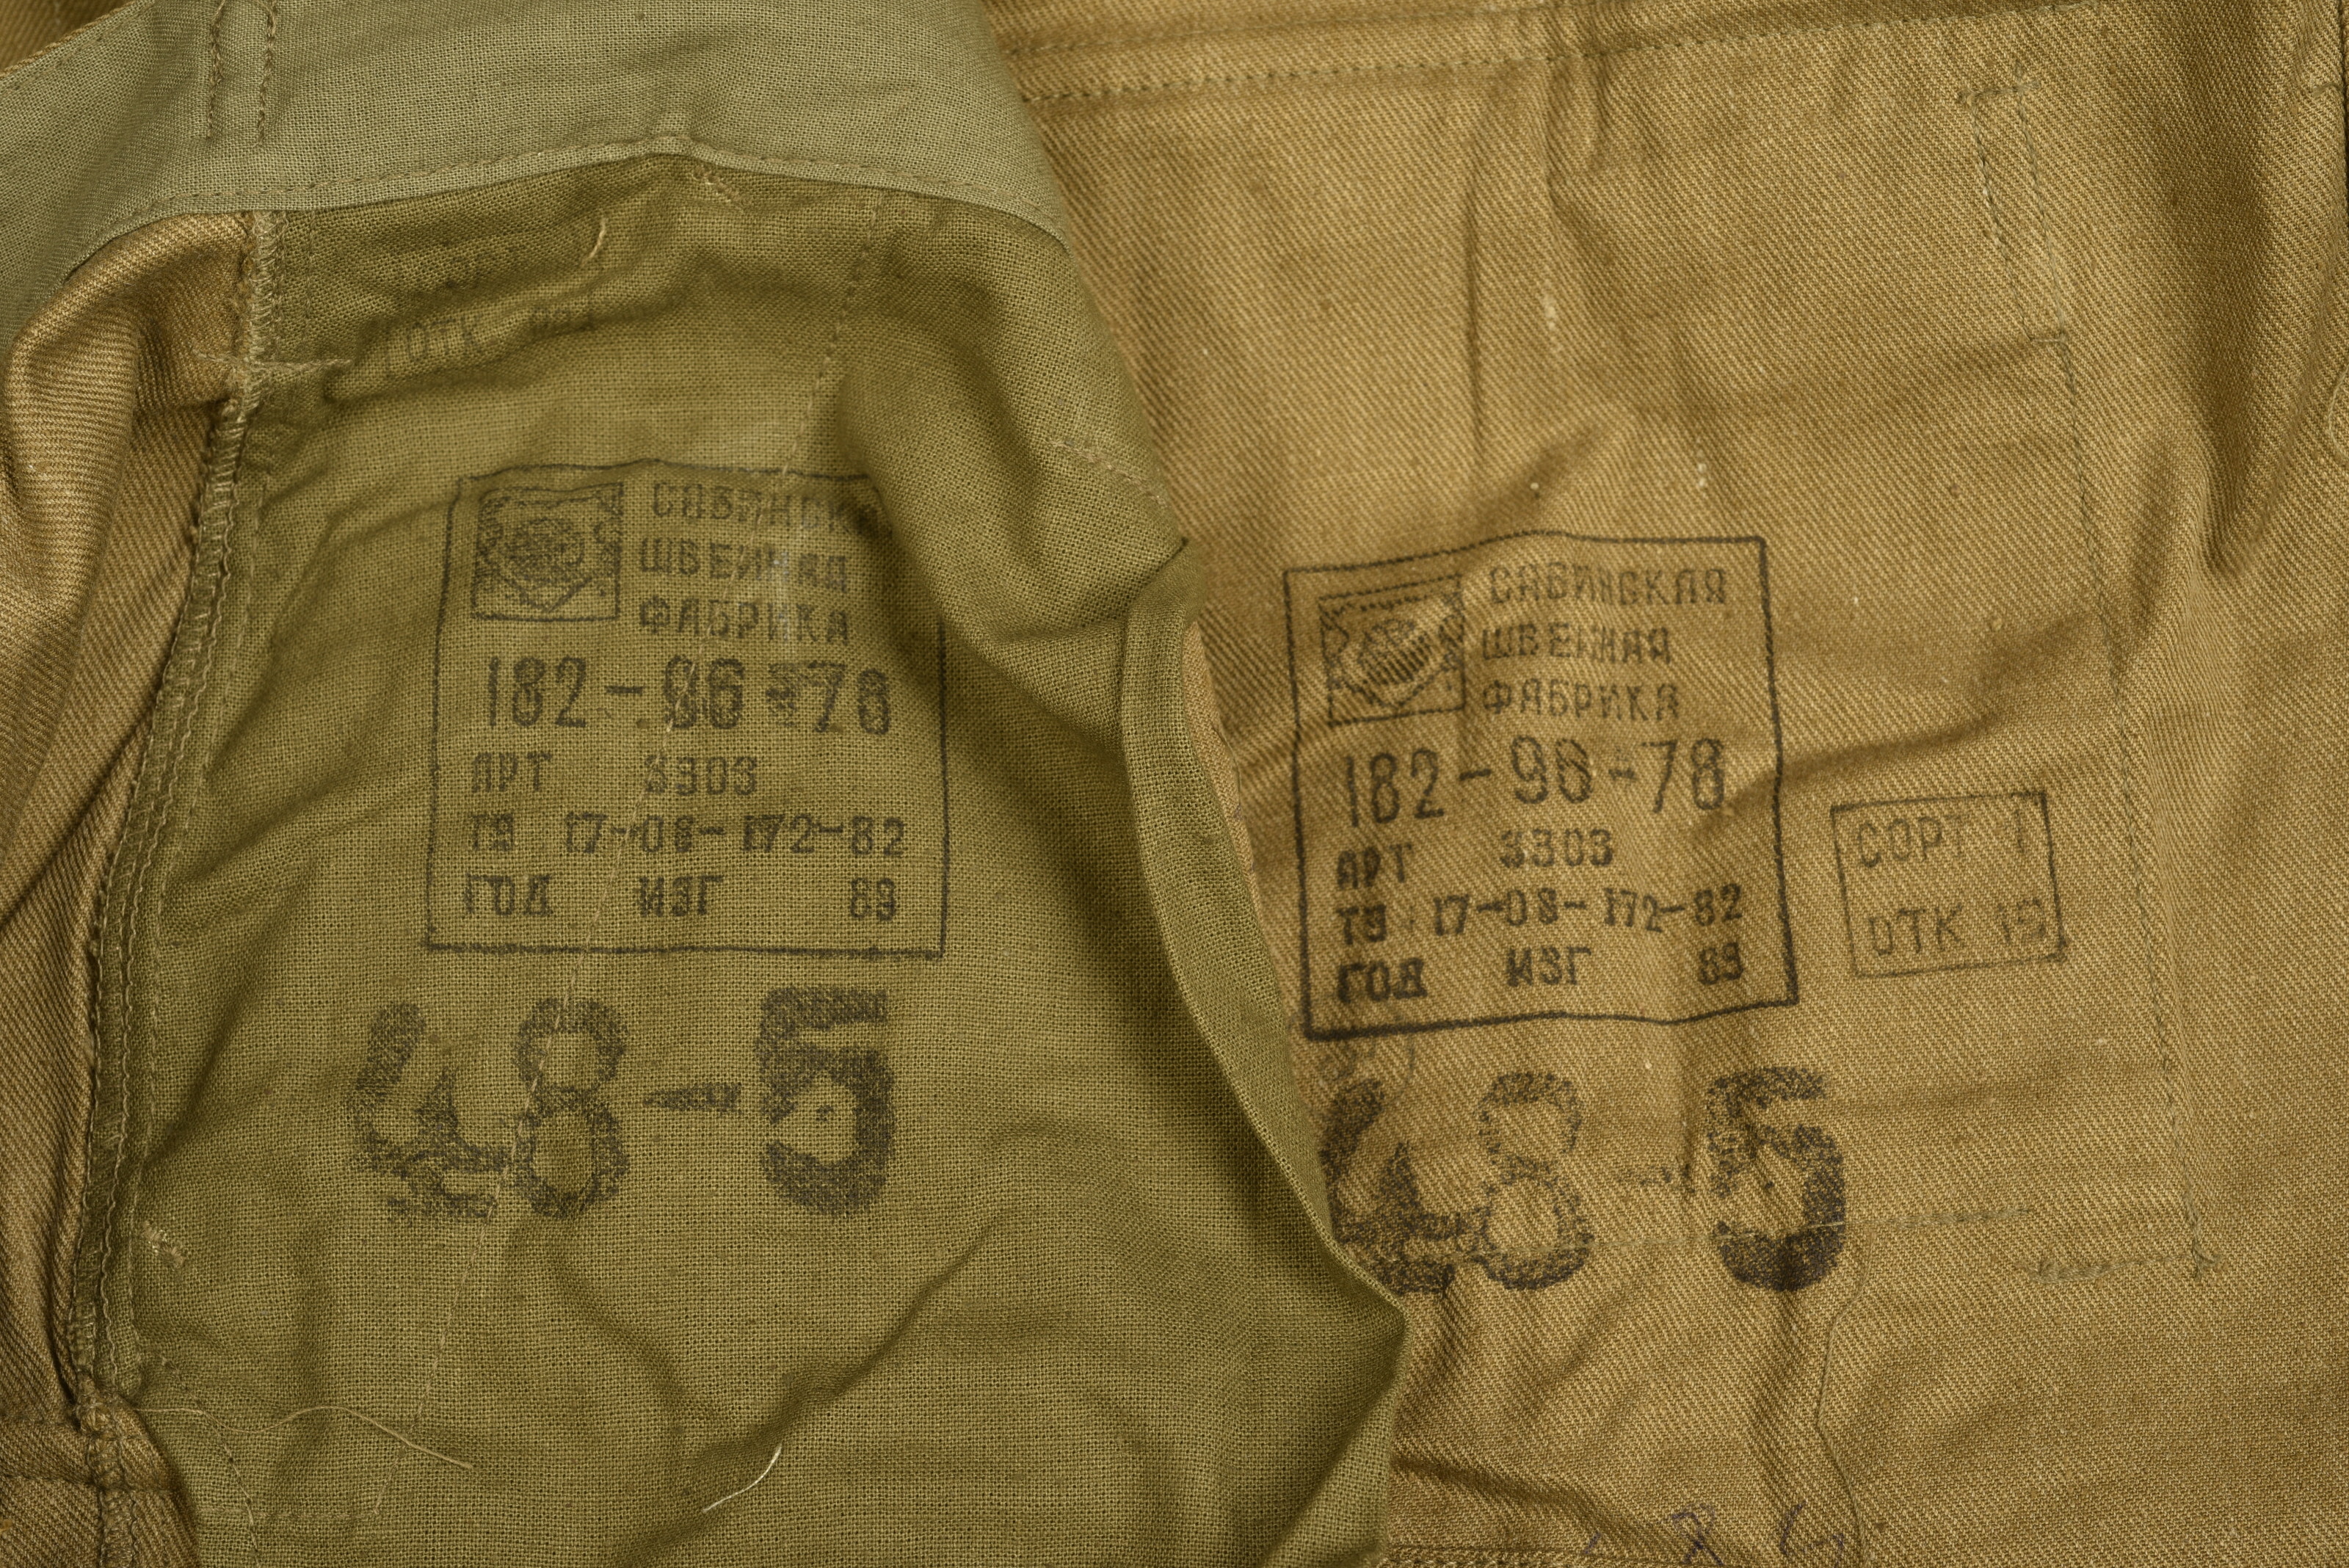 ОТК
САБИНСКАЯ
ШВЕЙНАЯ
ФАБРИКА
182-96-78
АРТ 3303
ТУ 17-08-172-82
ГОД ИЗГ 89
48-5
САБИНСКАЯ
ШВЕЙНАЯ
ФАБРИКА
182-96-78
АРТ 3303
ТУ 17-08-172-82
ГОД ИЗГ 89
48-5
СОРТ 1
ОТК 19